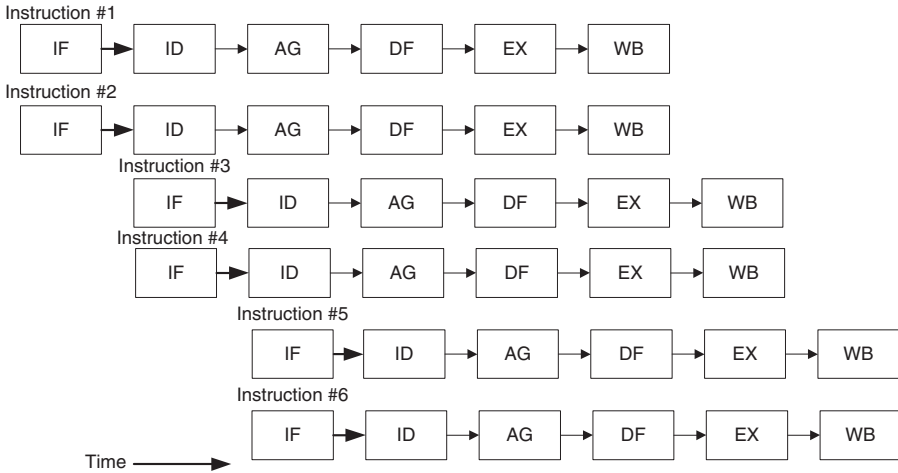 Instruction #1
IF ID AG DF EX WB
Instruction #2
IF ID AG DF EX WB
Instruction #3
IF ID AG DF EX WB
Instruction #4
IF ID AG DF EX WB
Instruction #5
IF ID AG DF EX WB
Instruction #6
IF ID AG DF EX WB
Time